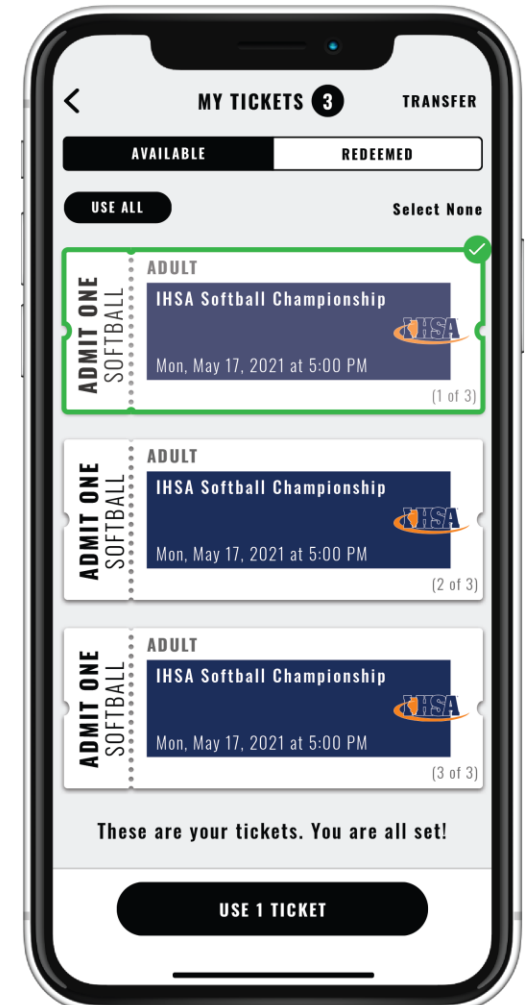 MY TICKETS 3 TRANSFER
AVAILABLE REDEEMED
USE ALL Select None
ADMIT ONE
SOFTBALL
ADULT
IHSA Softball Championship
IHSA
Mon, May 17, 2021 at 5:00 PM
(1 of 3)
ADMIT ONE
SOFTBALL
ADULT
IHSA Softball Championship
IHSA
Mon, May 17, 2021 at 5:00 PM
(2 of 3)
ADMIT ONE
SOFTBALL
ADULT
IHSA Softball Championship
IHSA
Mon, May 17, 2021 at 5:00 PM
(3 of 3)
These are your tickets. You are all set!
USE 1 TICKET